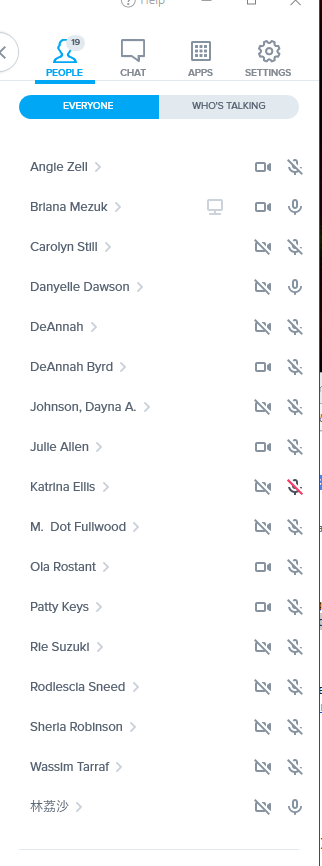 Help
19
PEOPLE
CHAT
APPS
SETTINGS
EVERYONE
WHO'S TALKING
Angie Zell
Briana Mezuk
Carolyn Still
Danyelle Dawson
DeAnnah
DeAnnah Byrd
Johnson, Dayna A.
Julie Allen
Katrina Ellis
M. Dot Fullwood
Ola Rostant
Patty Keys
Rie Suzuki
Rodlescia Sneed
Sheria Robinson
Wassim Tarraf
林荔沙